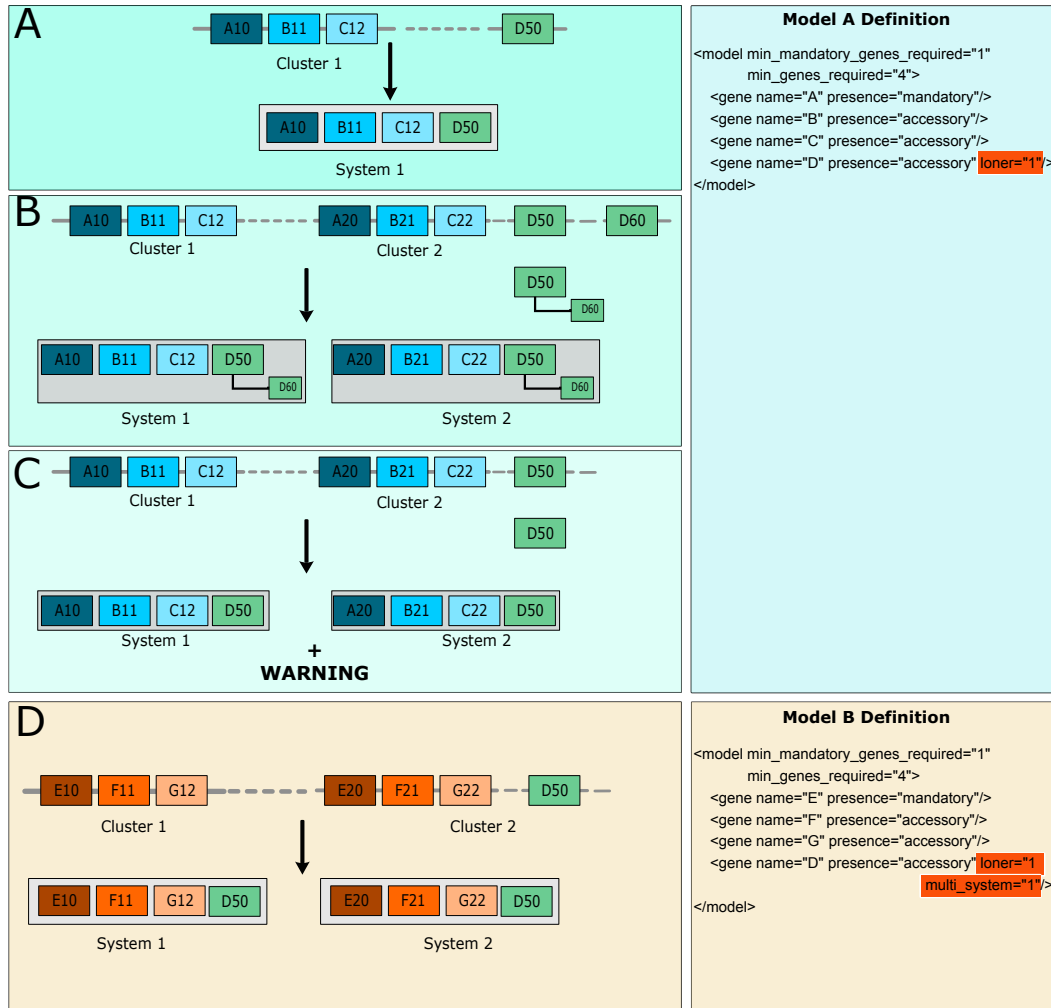 A
A10 B11 C12 D50
Cluster 1
A10 B11 C12 D50
System 1
Model A Definition
<model min_mandatory_genes_required="1"
min_genes_required="4">
<gene name="A" presence="mandatory"/>
<gene name="B" presence="accessory"/>
<gene name="C" presence="accessory"/>
<gene name="D" presence="accessory" loner="1"/>
</model>
B
A10 B11 C12 A20 B21 C22 D50 D60
Cluster 1 Cluster 2
D50
D60
A10 B11 C12 D50 A20 B21 C22 D50
D60 D60
System 1 System 2
C
A10 B11 C12 A20 B21 C22 D50
Cluster 1 Cluster 2
D50
A10 B11 C12 D50 A20 B21 C22 D50
System 1 System 2
+
WARNING
D
E10 F11 G12 E20 F21 G22 D50
Cluster 1 Cluster 2
E10 F11 G12 D50 E20 F21 G22 D50
System 1 System 2
Model B Definition
<model min_mandatory_genes_required="1"
min_genes_required="4">
<gene name="E" presence="mandatory"/>
<gene name="F" presence="accessory"/>
<gene name="G" presence="accessory"/>
<gene name="D" presence="accessory" loner="1
multi_system="1"/>
</model>